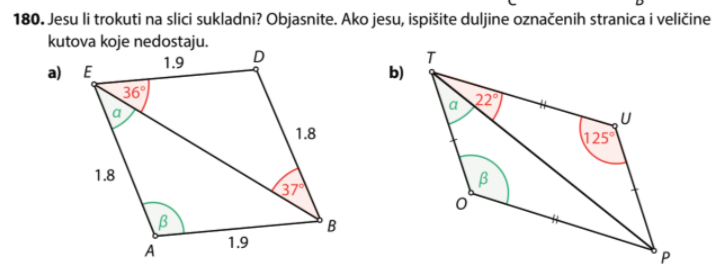 180. Jesu li trokuti na slici sukladni? Objasnite. Ako jesu, ispišite duljine označenih stranica i veličine
kutova koje nedostaju.
a)
E
1.9
D
36°
α
1.8
1.8
37°
β
A
1.9
B
b)
T
α
22°
U
125°
β
O
P